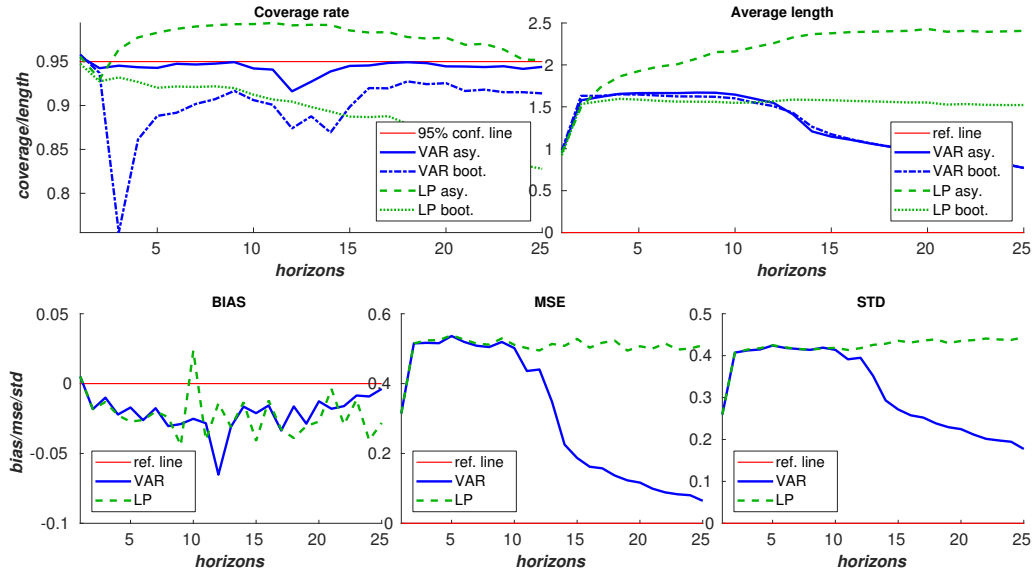 Coverage rate
Average length
coverage/length
0.95
0.9
0.85
0.8
5
10
15
20
25
horizons
95% conf. line
VAR asy.
VAR boot.
LP asy.
LP boot.
2.5
2
1.5
1
0.5
0
5
10
15
20
25
horizons
ref. line
VAR asy.
VAR boot.
LP asy.
LP boot.
BIAS
MSE
STD
bias/mse/std
0.05
0
-0.05
-0.1
5
10
15
20
25
horizons
ref. line
VAR
LP
0.6
0.4
0.2
0
5
10
15
20
25
horizons
ref. line
VAR
LP
0.5
0.4
0.3
0.2
0.1
0
5
10
15
20
25
horizons
ref. line
VAR
LP